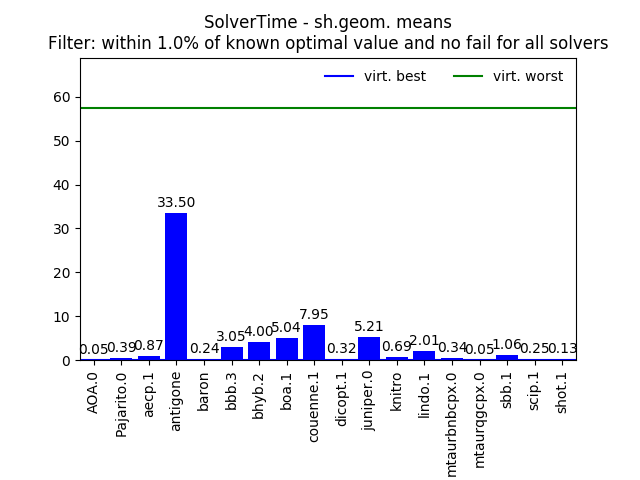 SolverTime - sh.geom. means
Filter: within 1.0% of known optimal value and no fail for all solvers
virt. best
virt. worst
60
50
40
30
20
10
0
0.05
0.39
0.87
33.50
0.24
3.05
4.00
5.04
7.95
0.32
5.21
0.69
2.01
0.34
0.05
1.06
0.25
0.13
AOA.0
Pajarito.0
aecp.1
antigone
baron
bbb.3
bhyb.2
boa.1
couenne.1
dicopt.1
juniper.0
knitro
lindo.1
mtaurbnbcpx.0
mtaurqgcpx.0
sbb.1
scip.1
shot.1